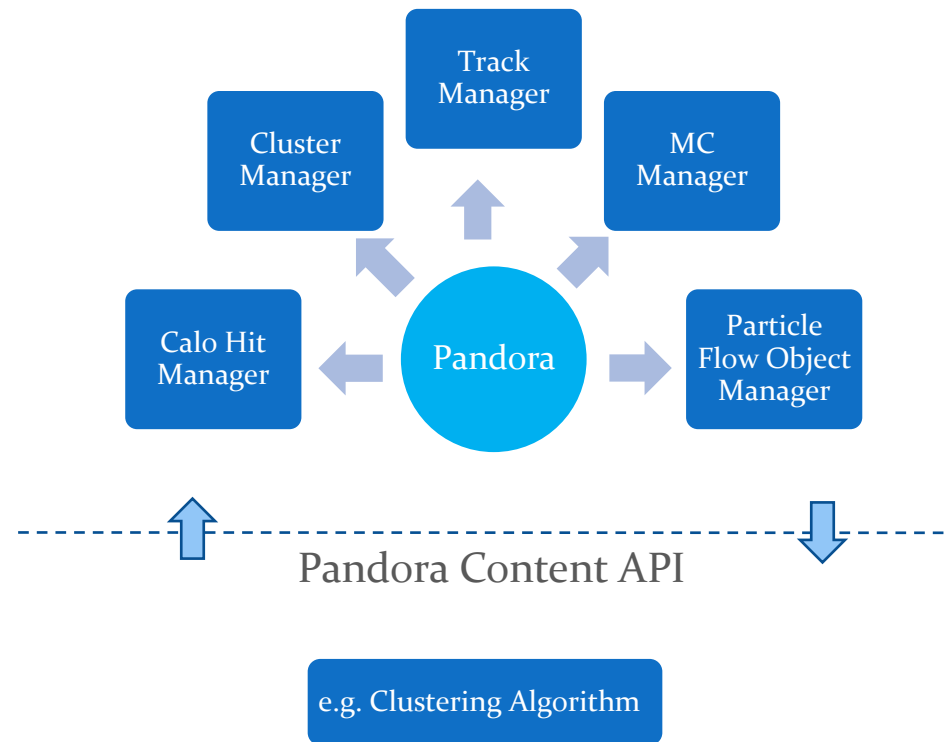 Track
Manager
Cluster
Manager
MC
Manager
Calo Hit
Manager
Pandora
Particle
Flow Object
Manager
Pandora Content API
e.g. Clustering Algorithm